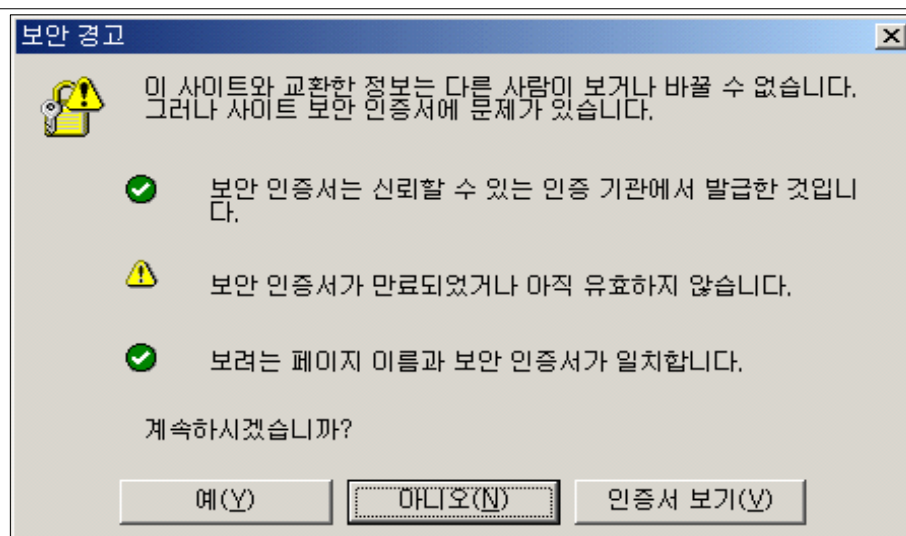 보안 경고
이 사이트와 교환한 정보는 다른 사람이 보거나 바꿀 수 없습니다.
그러나 사이트 보안 인증서에 문제가 있습니다.
보안 인증서는 신뢰할 수 있는 인증 기관에서 발급한 것입니
다.
보안 인증서가 만료되었거나 아직 유효하지 않습니다.
보려는 페이지 이름과 보안 인증서가 일치합니다.
계속하시겠습니까?
예(Y) 아니오(N) 인증서 보기(V)